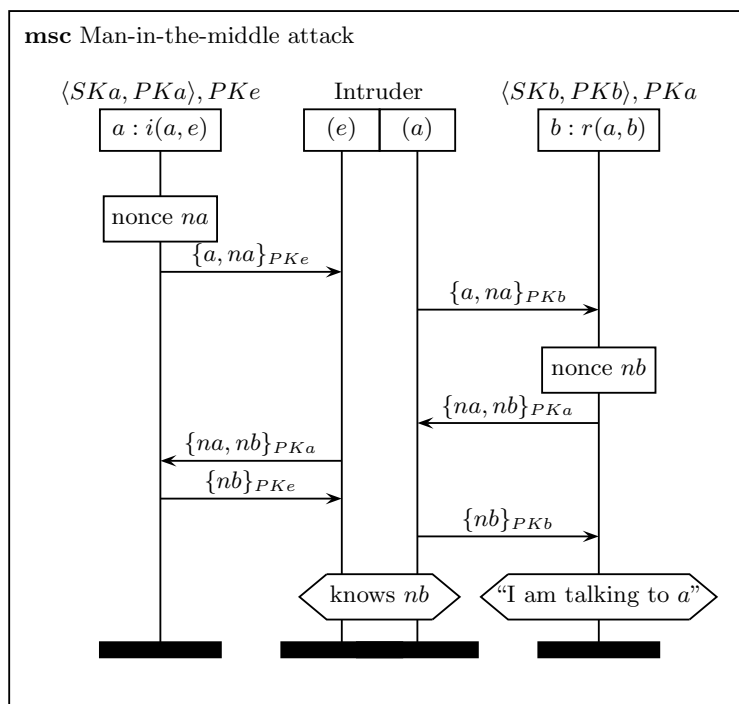 msc Man-in-the-middle attack
⟨SKa, PKa⟩, PKe
Intruder
⟨SKb, PKb⟩, PKa
a : i(a, e)
(e)
(a)
b : r(a, b)
nonce na
{a, na}PKe
{a, na}PKb
nonce nb
{na, nb}PKa
{na, nb}PKa
{nb}PKe
{nb}PKb
knows nb
“I am talking to a”